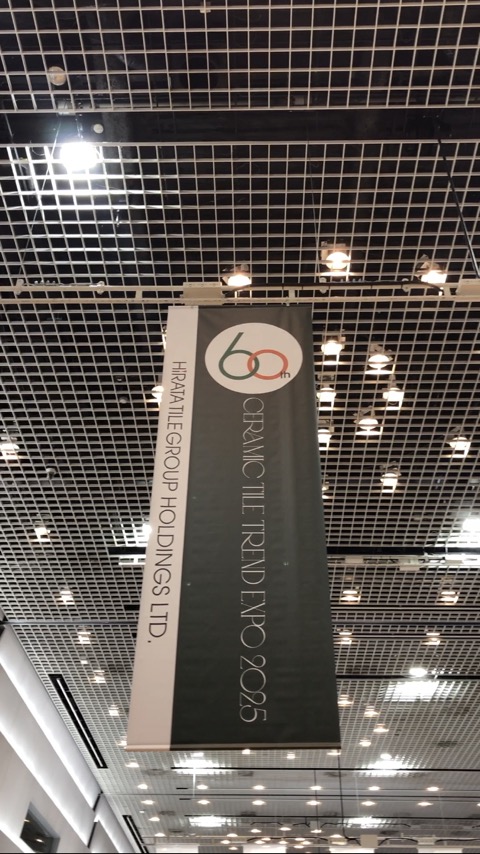 60th
CERAMIC TILE TREND EXPO 2025
HiRATA TILE GROUP HOLDINGS LTD.